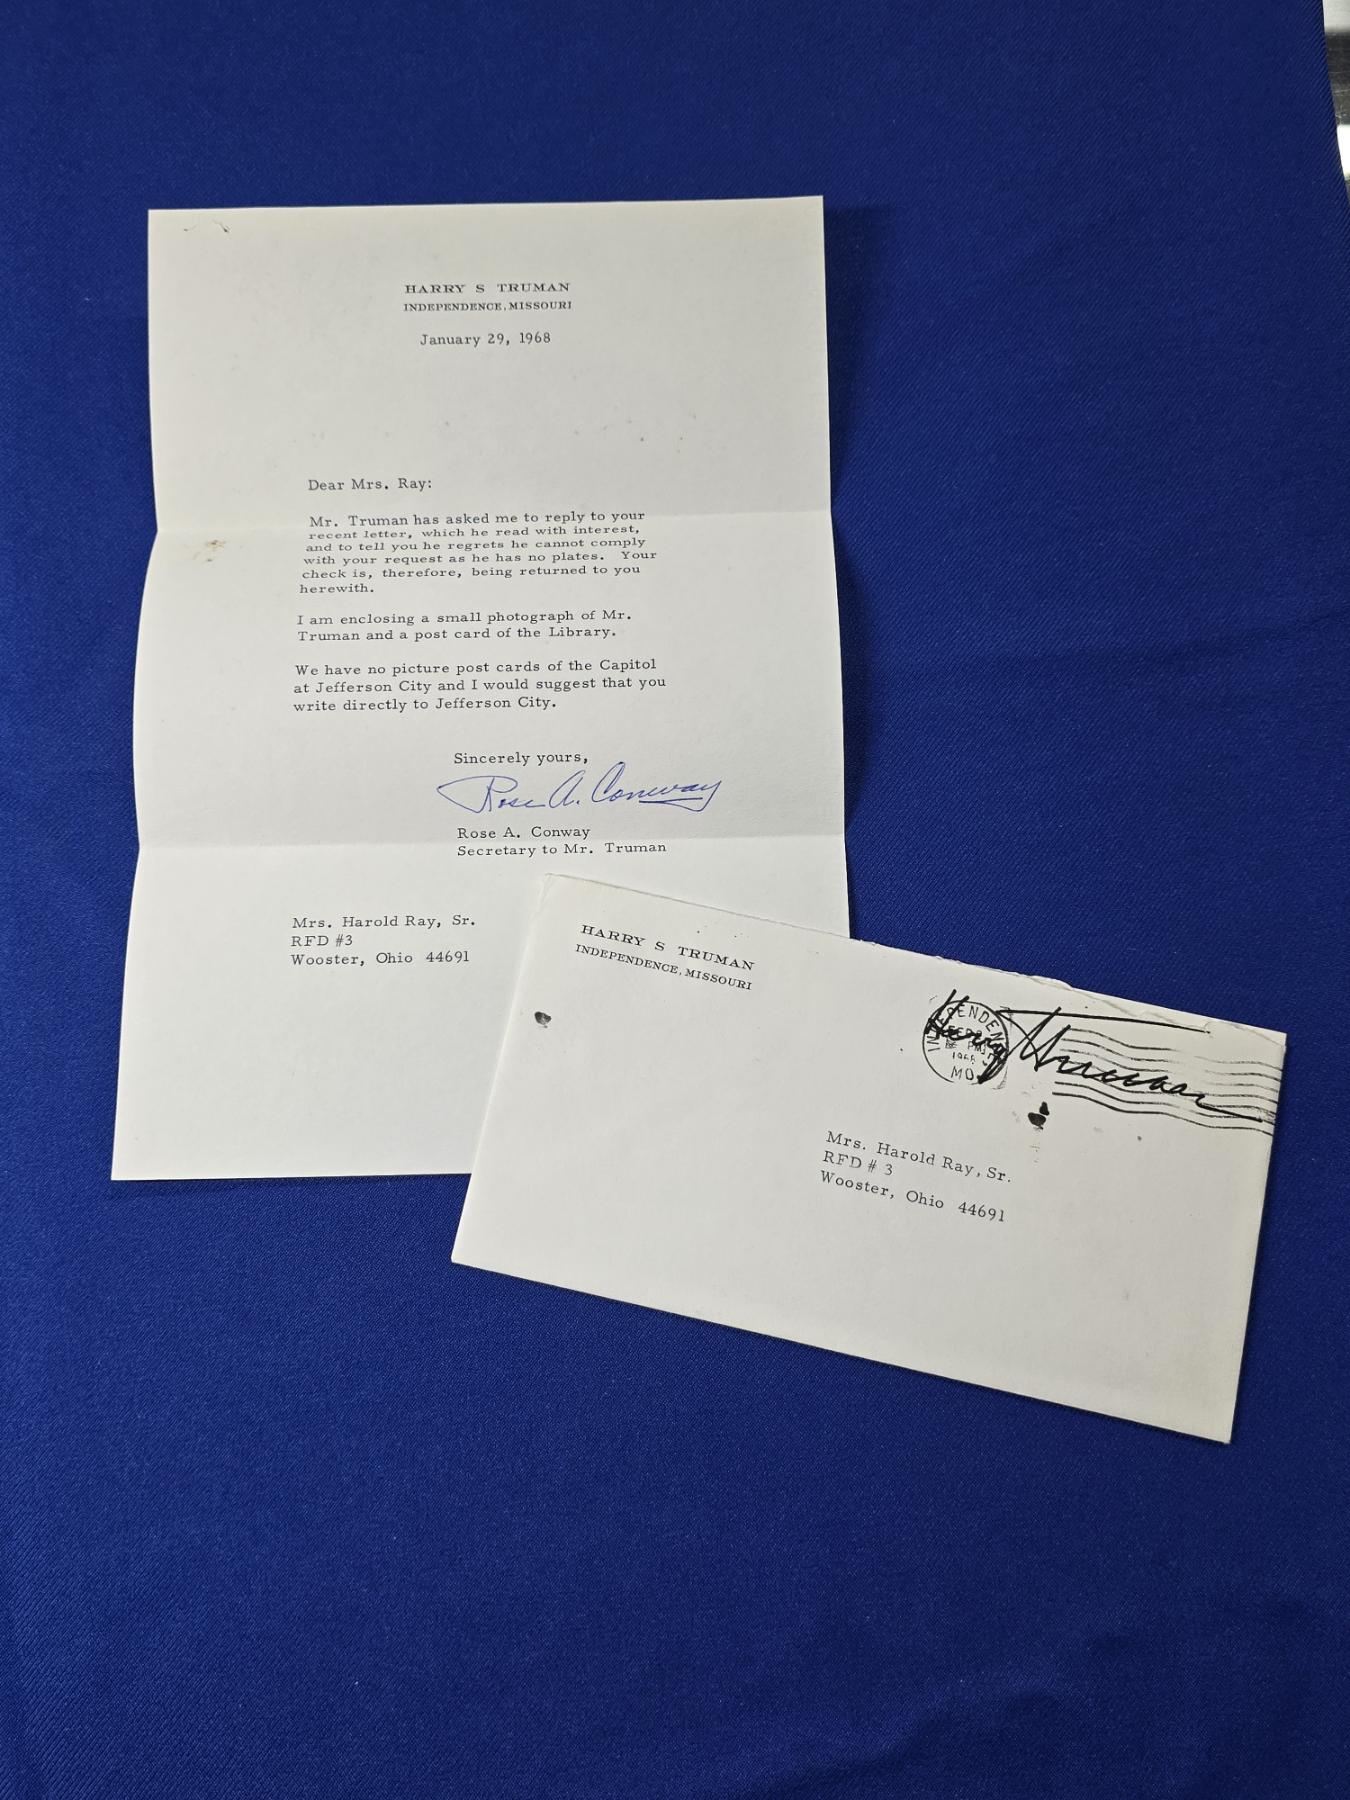 HARRY S TRUMAN
INDEPENDENCE, MISSOURI
January 29, 1968
Dear Mrs. Ray:
Mr. Truman has asked me to reply to your
recent letter, which he read with interest,
and to tell you he regrets he cannot comply
with your request as he has no plates. Your
check is, therefore, being returned to you
herewith.
I am enclosing a small photograph of Mr.
Truman and a post card of the Library.
We have no picture post cards of the Capitol
at Jefferson City and I would suggest that you
write directly to Jefferson City.
Sincerely yours,
Rose A. Conway
Rose A. Conway
Secretary to Mr. Truman
Mrs. Harold Ray, Sr.
RFD #3
Wooster, Ohio 44691
HARRY S TRUMAN
INDEPENDENCE, MISSOURI
Harry Truman
PM
1968
MO
Mrs. Harold Ray, Sr.
RFD # 3
Wooster, Ohio 44691